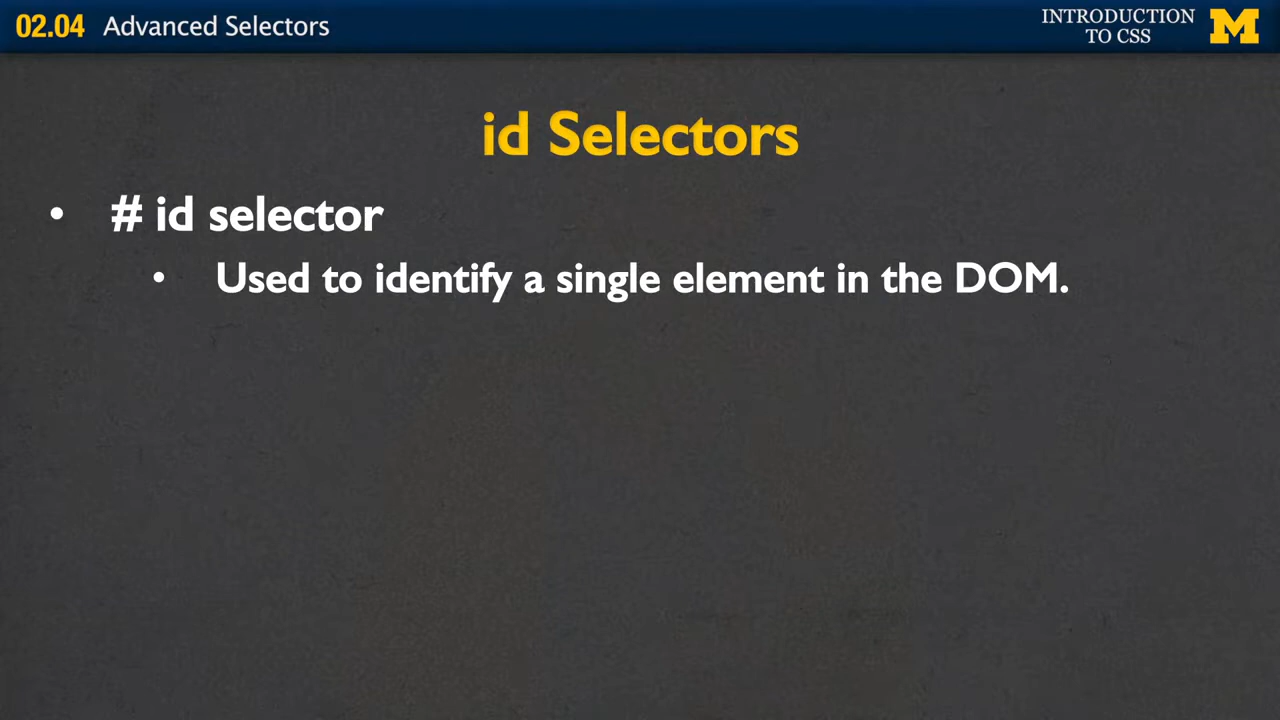 02.04 Advanced Selectors
INTRODUCTION
TO CSS
M
id Selectors
• # id selector
• Used to identify a single element in the DOM.